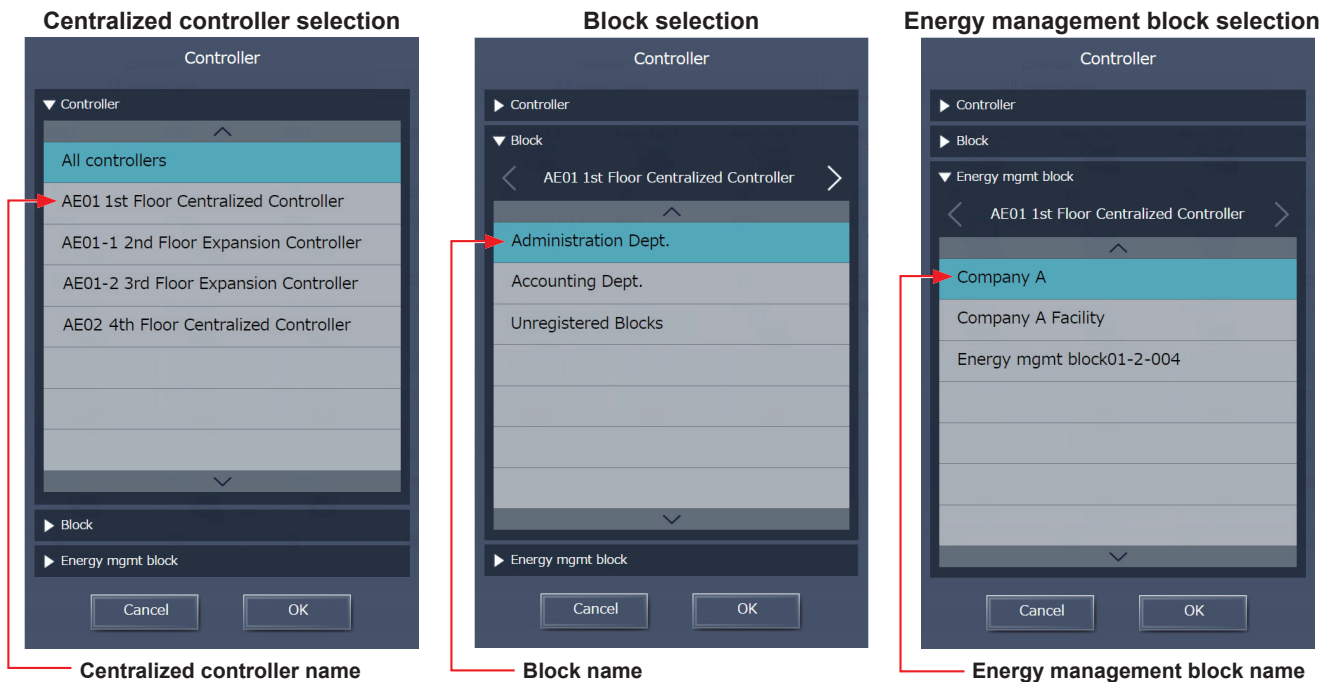 Centralized controller selection
Controller
Controller
All controllers
AE01 1st Floor Centralized Controller
AE01-1 2nd Floor Expansion Controller
AE01-2 3rd Floor Expansion Controller
AE02 4th Floor Centralized Controller
Block
Energy mgmt block
Cancel OK
Centralized controller name
Block selection
Controller
Controller
Block
AE01 1st Floor Centralized Controller
Administration Dept.
Accounting Dept.
Unregistered Blocks
Energy mgmt block
Cancel OK
Block name
Energy management block selection
Controller
Controller
Block
Energy mgmt block
AE01 1st Floor Centralized Controller
Company A
Company A Facility
Energy mgmt block01-2-004
Cancel OK
Energy management block name